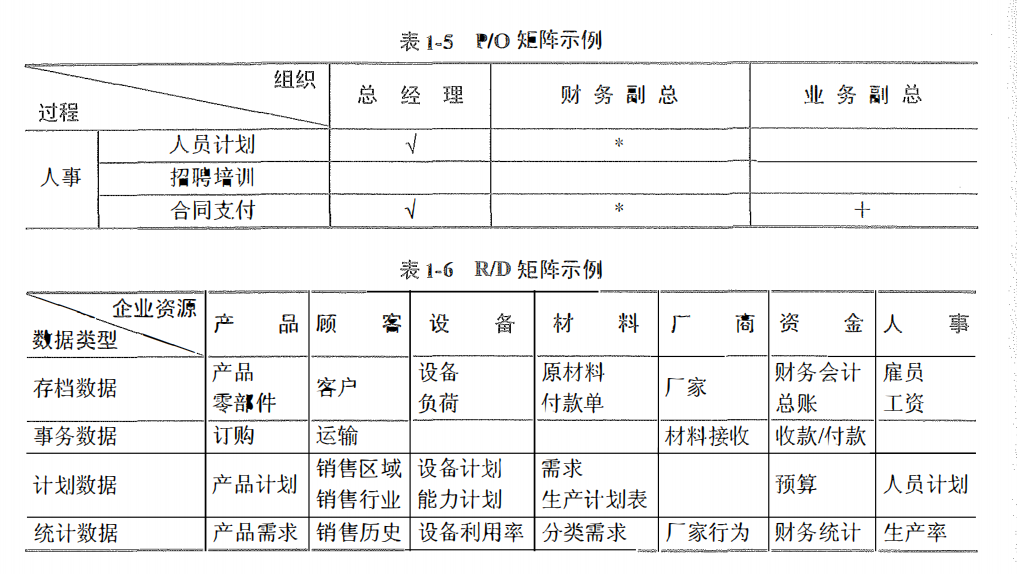 表1-5 P/O矩阵示例
组织
过程
总经理 财务副总 业务副总
人事 人员计划 √ *
招聘培训
合同支付 √ * +
表1-6 R/D矩阵示例
企业资源
数据类型
产品 顾客 设备 材料 厂商 资金 人事
存档数据 产品 零部件 客户 设备 负荷 原材料 付款单 厂家 财务会计 总账 雇员 工资
事务数据 订购 运输 材料接收 收款/付款
计划数据 产品计划 销售区域 销售行业 设备计划 能力计划 需求 生产计划表 预算 人员计划
统计数据 产品需求 销售历史 设备利用率 分类需求 厂家行为 财务统计 生产率